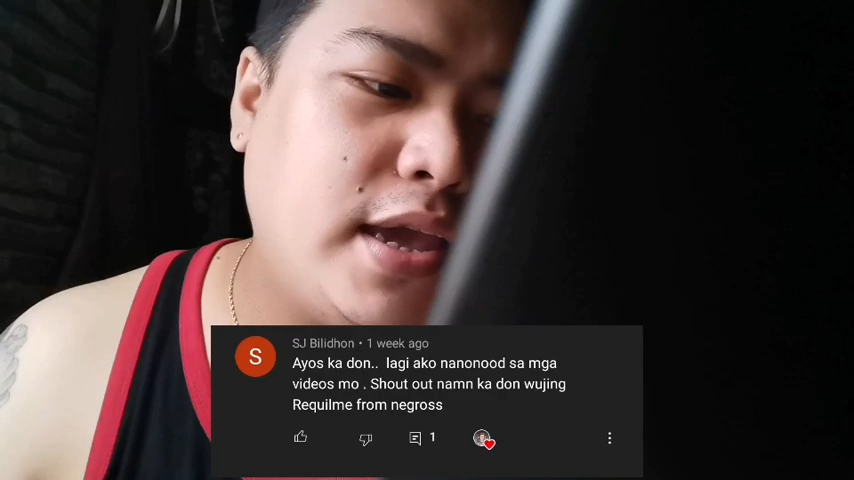 S
SJ Bilidhon • 1 week ago
Ayos ka don.. lagi ako nanonood sa mga
videos mo . Shout out namn ka don wujing
Requilme from negross
1